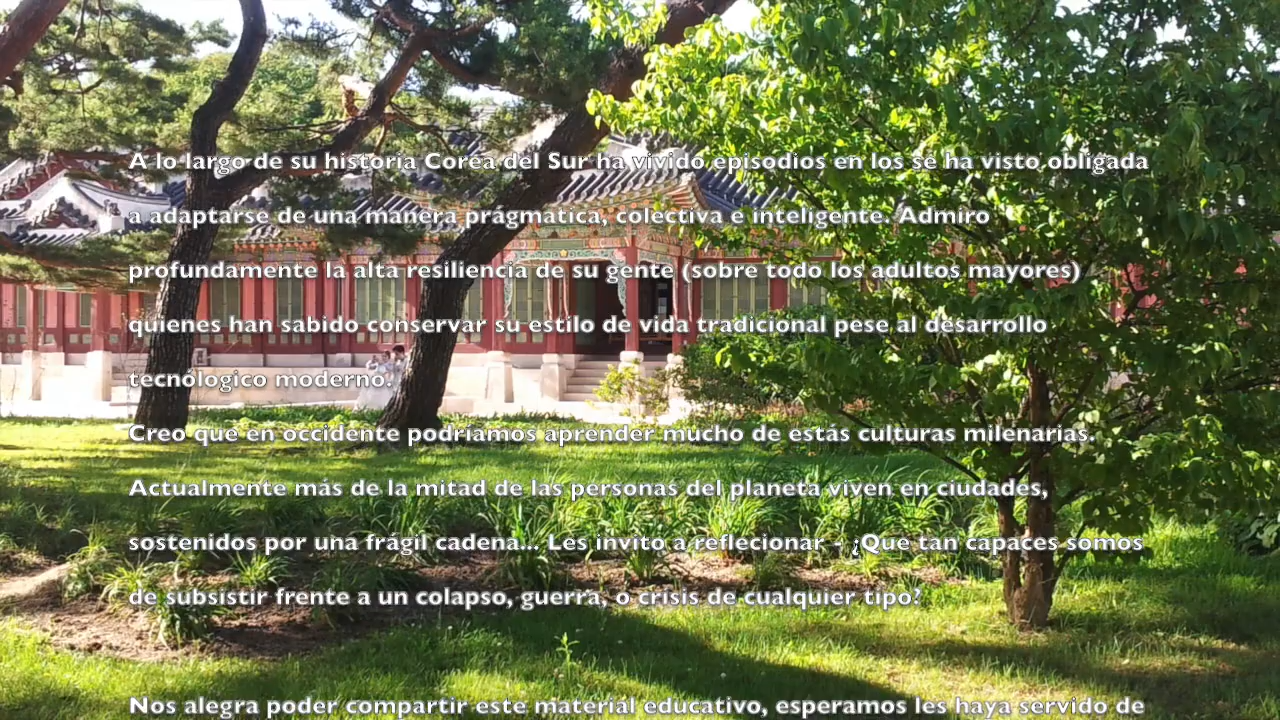 A lo largo de su historia Corea del Sur ha vivido episodios en los se ha visto obligada
a adaptarse de una manera prágmatica, colectiva e inteligente. Admiro
profundamente la alta resiliencia de su gente (sobre todo los adultos mayores)
quienes han sabido conservar su estilo de vida tradicional pese al desarrollo
tecnólogico moderno.
Creo que en occidente podríamos aprender mucho de estás culturas milenarias.
Actualmente más de la mitad de las personas del planeta viven en ciudades,
sostenidos por una frágil cadena... Les invito a reflecionar - ¿Que tan capaces somos
de subsistir frente a un colapso, guerra, o crisis de cualquier tipo?
Nos alegra poder compartir este material educativo, esperamos les haya servido de